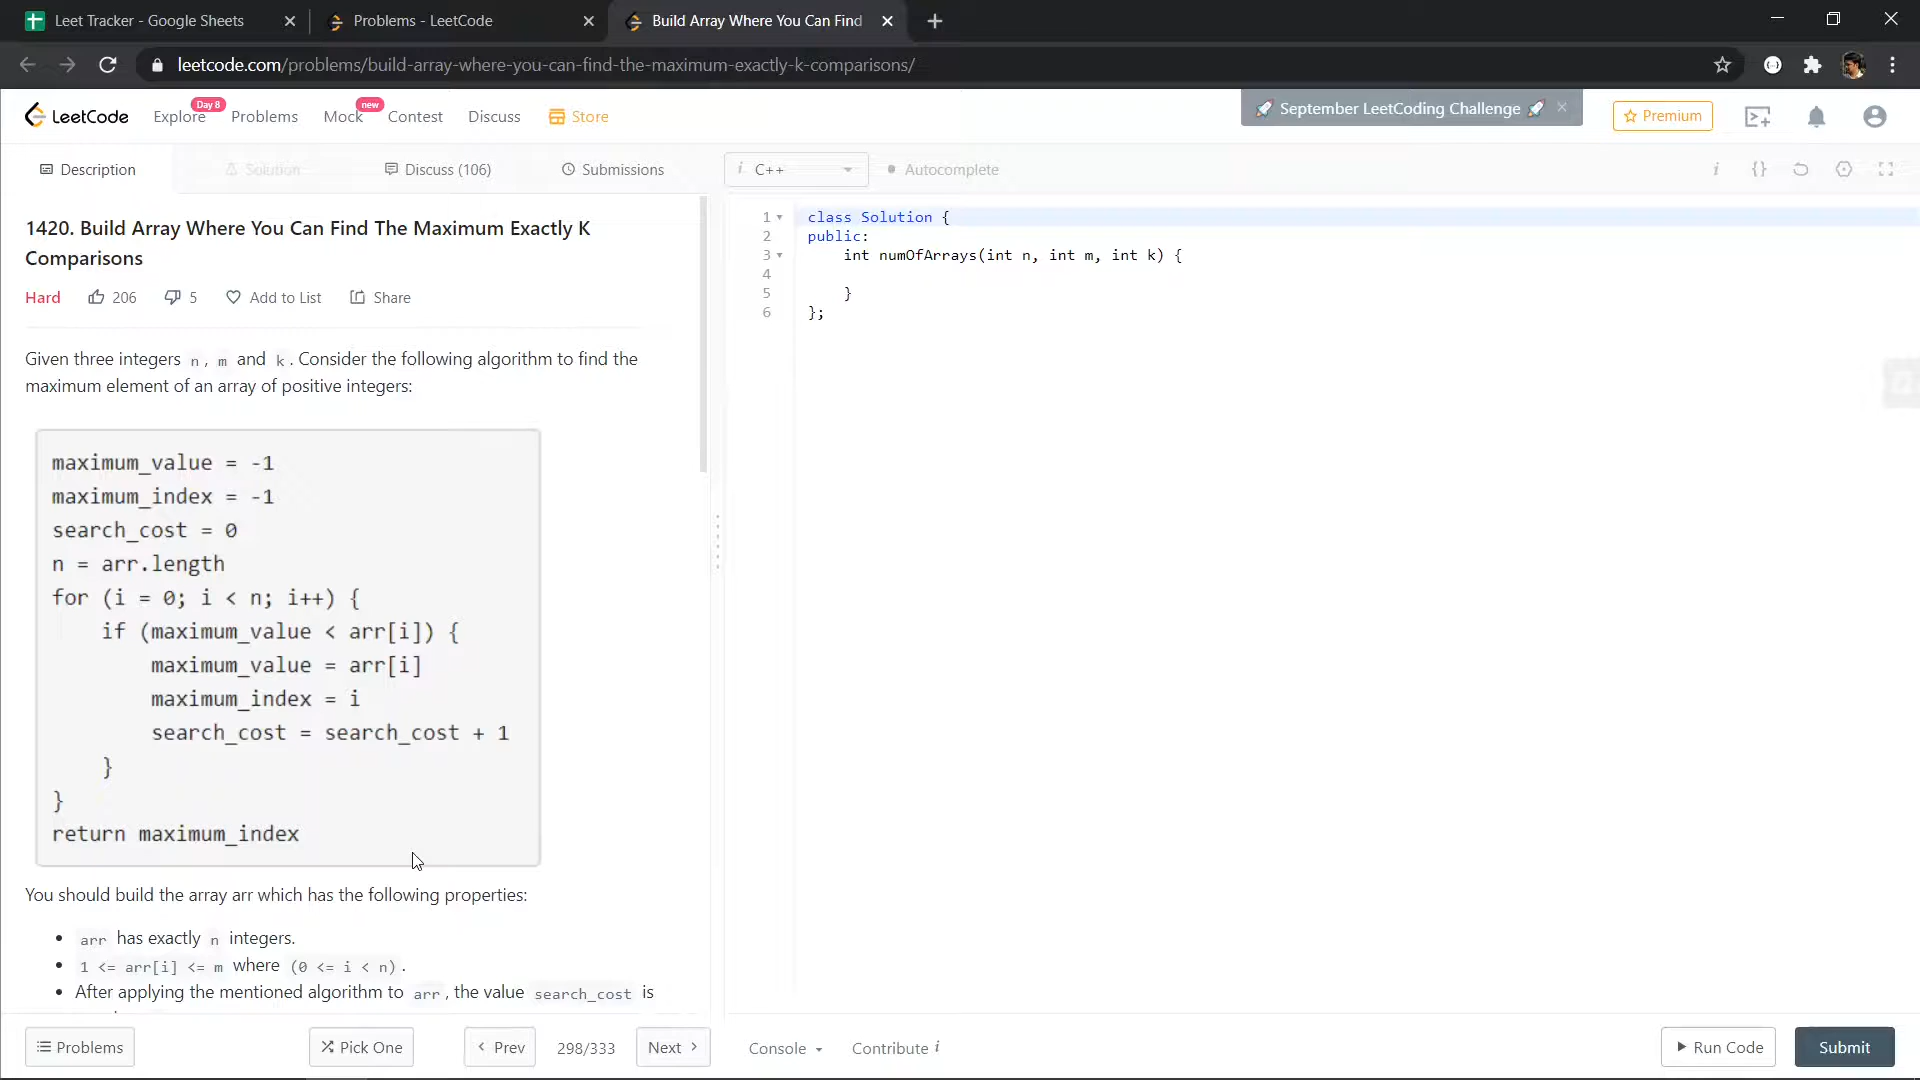 Leet Tracker - Google Sheets
Problems - LeetCode
Build Array Where You Can Find
leetcode.com/problems/build-array-where-you-can-find-the-maximum-exactly-k-comparisons/
LeetCode
Explore
Day 8
Problems
Mock
new
Contest
Discuss
Store
🚀 September LeetCoding Challenge 🚀
Premium
Description
Solution
Discuss (106)
Submissions
i C++
Autocomplete
1420. Build Array Where You Can Find The Maximum Exactly K
Comparisons
Hard
206
5
Add to List
Share
Given three integers n, m and k. Consider the following algorithm to find the
maximum element of an array of positive integers:
maximum_value = -1
maximum_index = -1
search_cost = 0
n = arr.length
for (i = 0; i < n; i++) {
    if (maximum_value < arr[i]) {
        maximum_value = arr[i]
        maximum_index = i
        search_cost = search_cost + 1
    }
}
return maximum_index
You should build the array arr which has the following properties:
• arr has exactly n integers.
• 1 <= arr[i] <= m where (0 <= i < n).
• After applying the mentioned algorithm to arr, the value search_cost is
1 class Solution {
2 public:
3     int numOfArrays(int n, int m, int k) {
4
5     }
6 };
Problems
Pick One
Prev
298/333
Next
Console
Contribute i
Run Code
Submit